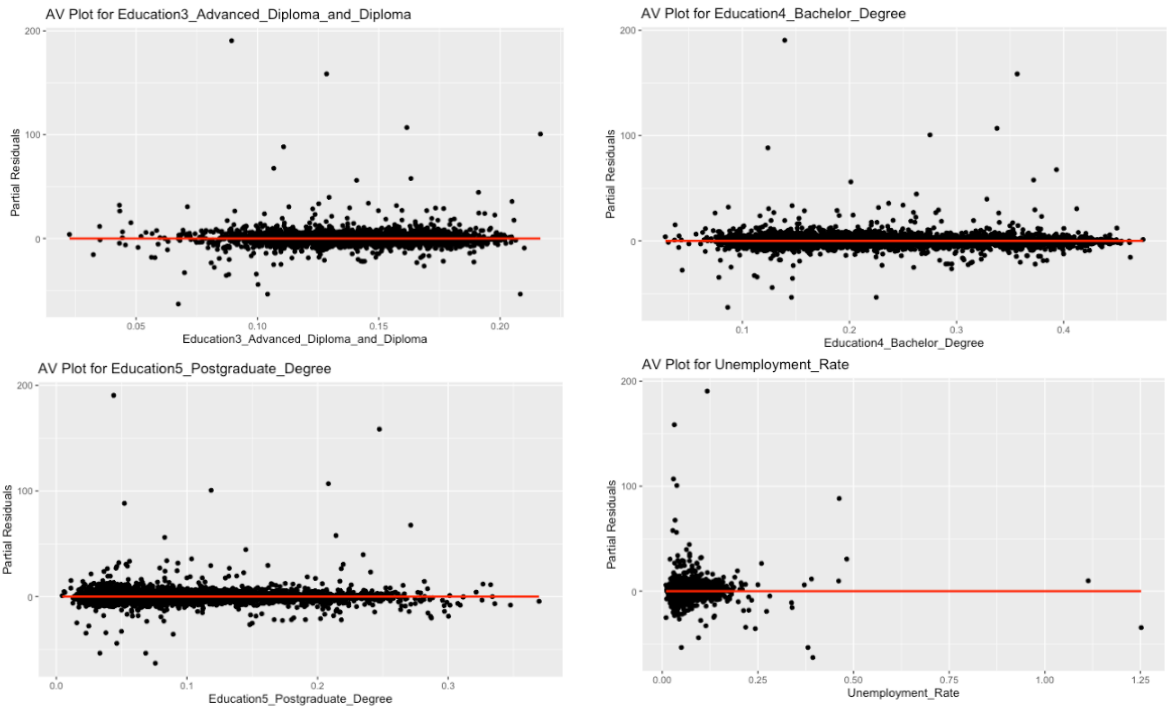 AV Plot for Education3_Advanced_Diploma_and_Diploma
200
100
0
Partial Residuals
0.05 0.10 0.15 0.20
Education3_Advanced_Diploma_and_Diploma
AV Plot for Education4_Bachelor_Degree
200
100
0
Partial Residuals
0.1 0.2 0.3 0.4
Education4_Bachelor_Degree
AV Plot for Education5_Postgraduate_Degree
200
100
0
Partial Residuals
0.0 0.1 0.2 0.3
Education5_Postgraduate_Degree
AV Plot for Unemployment_Rate
200
100
0
Partial Residuals
0.00 0.25 0.50 0.75 1.00 1.25
Unemployment_Rate